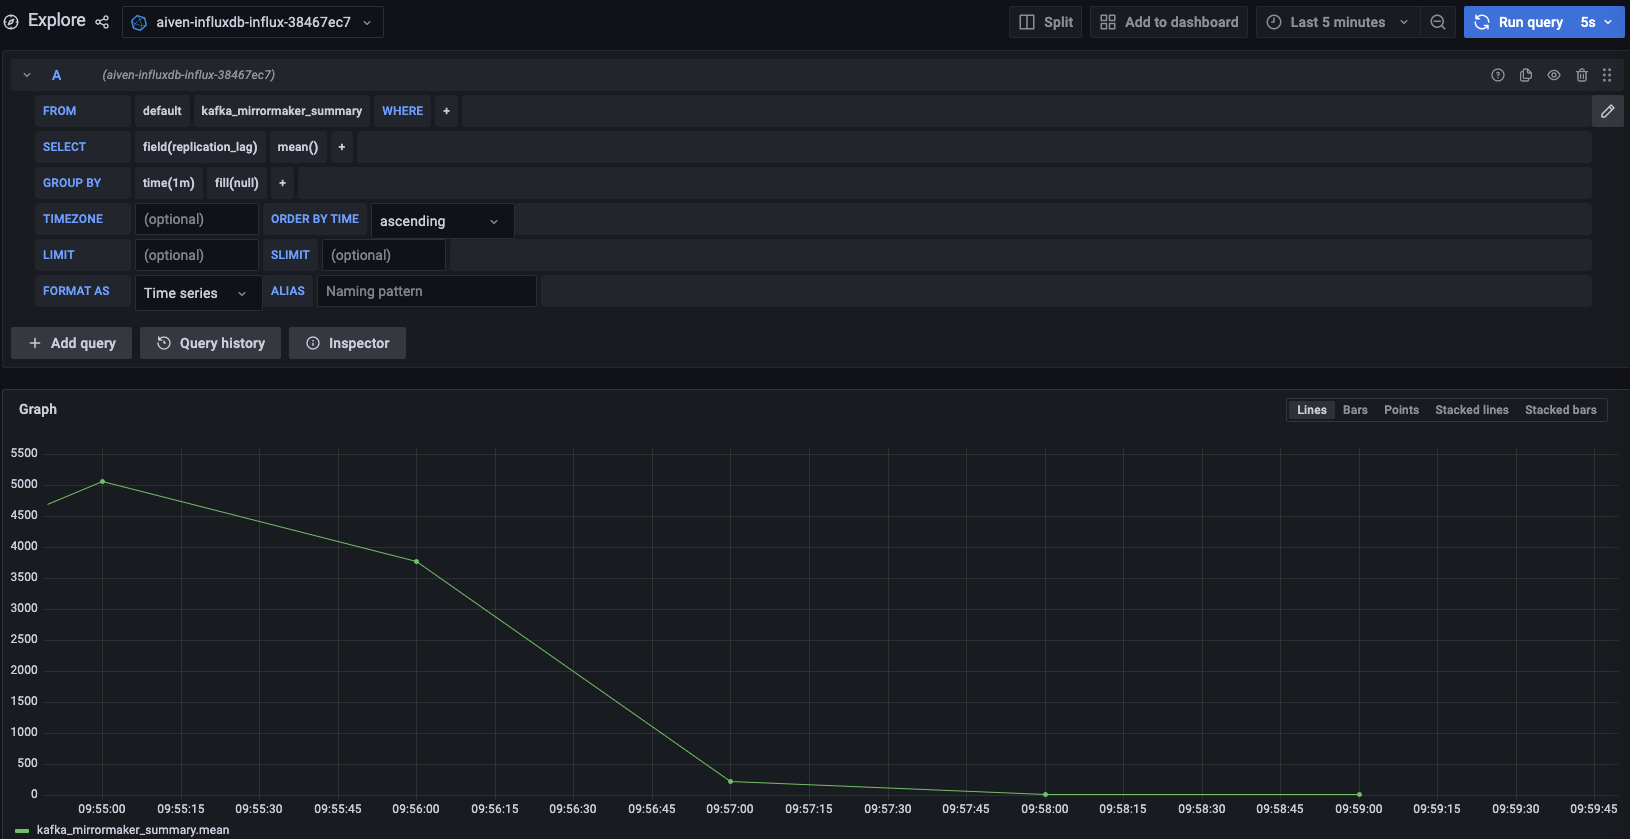 Explore aiven-influxdb-influx-38467ec7 Split Add to dashboard Last 5 minutes Run query 5s
A (aiven-influxdb-influx-38467ec7)
FROM default kafka_mirrormaker_summary WHERE +
SELECT field(replication_lag) mean() +
GROUP BY time(1m) fill(null) +
TIMEZONE (optional) ORDER BY TIME ascending
LIMIT (optional) SLIMIT (optional)
FORMAT AS Time series ALIAS Naming pattern
+ Add query Query history Inspector
Graph Lines Bars Points Stacked lines Stacked bars
5500
5000
4500
4000
3500
3000
2500
2000
1500
1000
500
0
09:55:00 09:55:15 09:55:30 09:55:45 09:56:00 09:56:15 09:56:30 09:56:45 09:57:00 09:57:15 09:57:30 09:57:45 09:58:00 09:58:15 09:58:30 09:58:45 09:59:00 09:59:15 09:59:30 09:59:45
kafka_mirrormaker_summary.mean